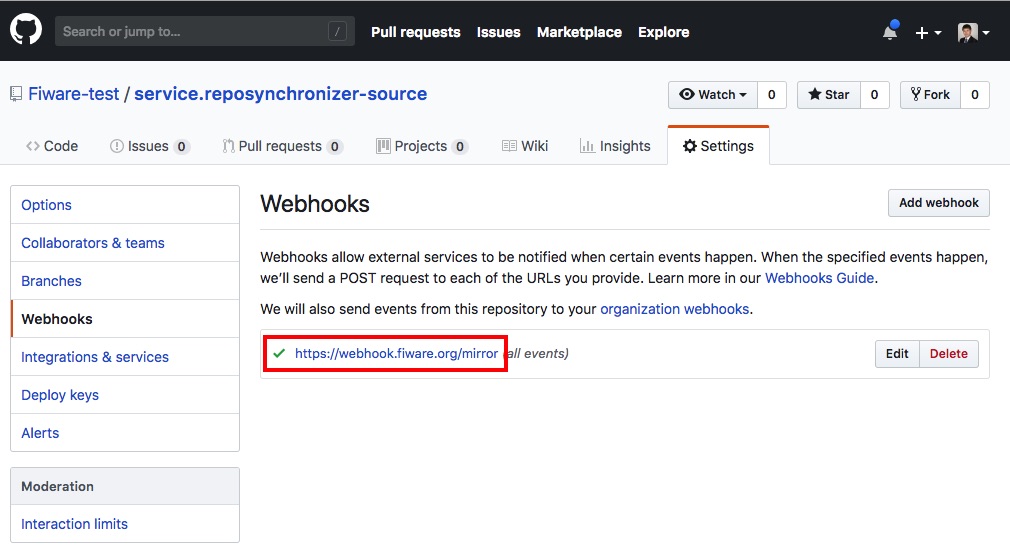 Search or jump to... / Pull requests Issues Marketplace Explore
Fiware-test / service.reposynchronizer-source Watch 0 Star 0 Fork 0
Code Issues 0 Pull requests 0 Projects 0 Wiki Insights Settings
Options
Collaborators & teams
Branches
Webhooks
Integrations & services
Deploy keys
Alerts
Moderation
Interaction limits
Webhooks Add webhook
Webhooks allow external services to be notified when certain events happen. When the specified events happen,
we'll send a POST request to each of the URLs you provide. Learn more in our Webhooks Guide.
We will also send events from this repository to your organization webhooks.
https://webhook.fiware.org/mirror (all events) Edit Delete